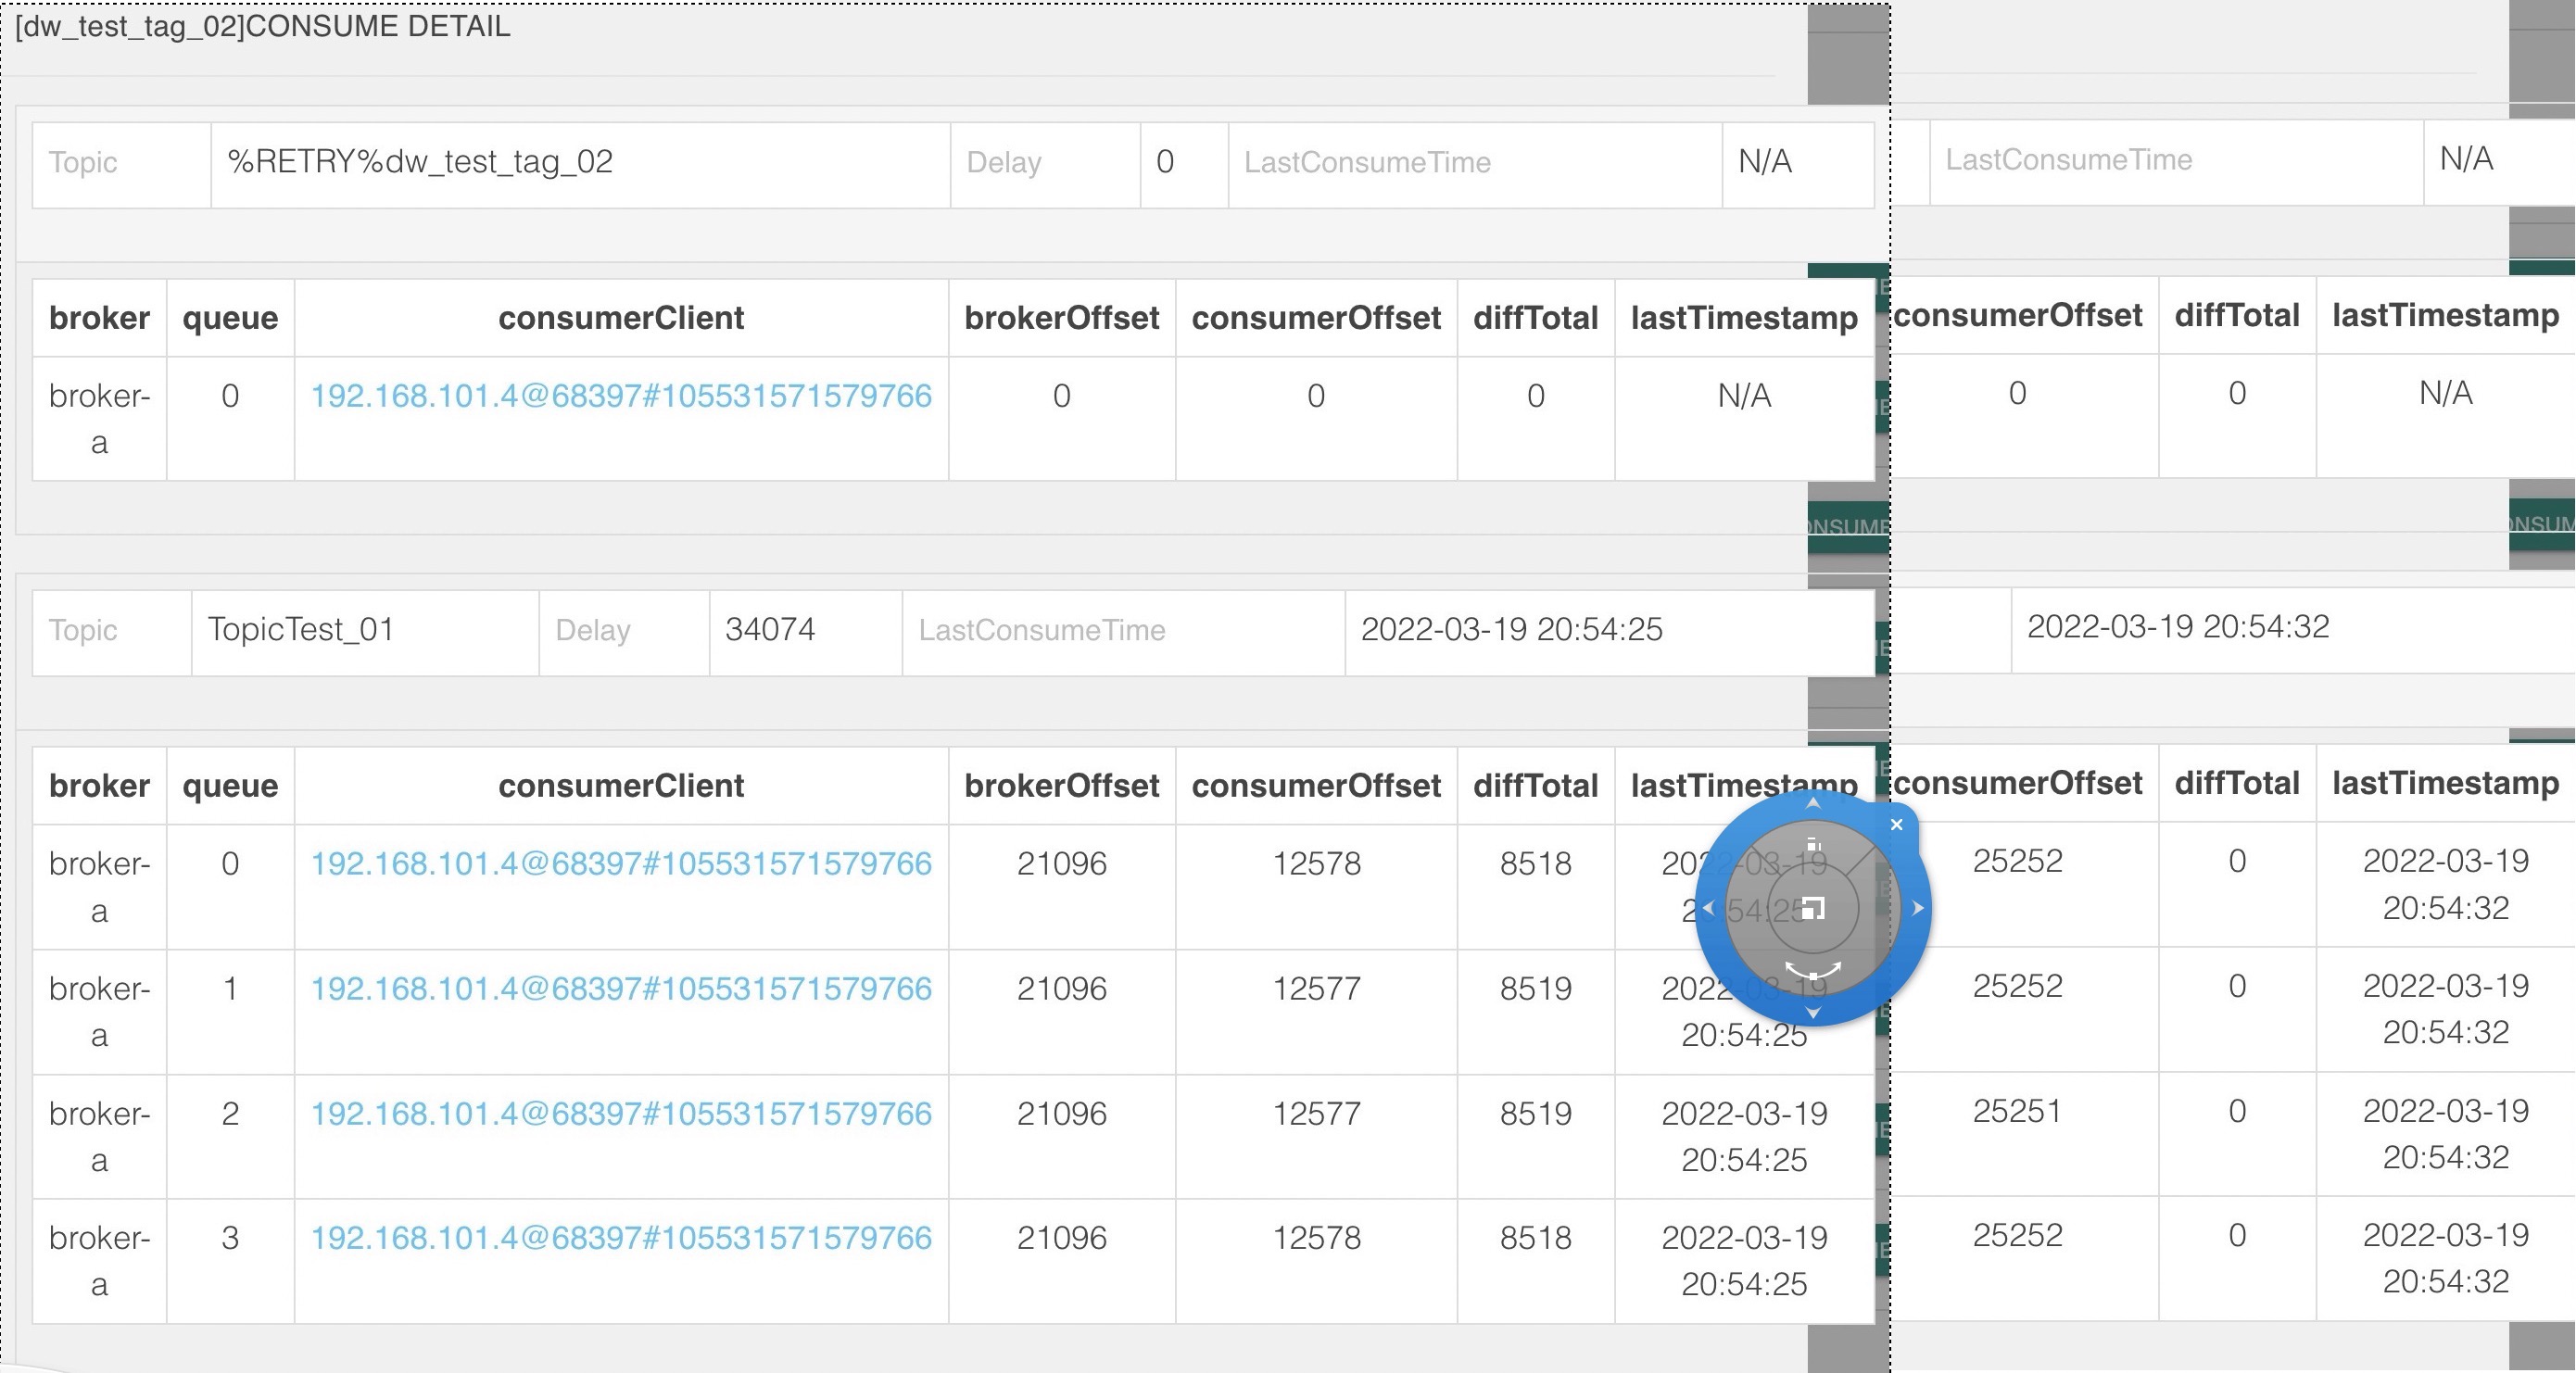 [dw_test_tag_02]CONSUME DETAIL
Topic %RETRY%dw_test_tag_02 Delay 0 LastConsumeTime N/A
broker queue consumerClient brokerOffset consumerOffset diffTotal lastTimestamp
broker- 0 192.168.101.4@68397#105531571579766 0 0 0 N/A
a
Topic TopicTest_01 Delay 34074 LastConsumeTime 2022-03-19 20:54:25
broker queue consumerClient brokerOffset consumerOffset diffTotal lastTimestamp
broker- 0 192.168.101.4@68397#105531571579766 21096 12578 8518 2022-03-19
a 20:54:25
broker- 1 192.168.101.4@68397#105531571579766 21096 12577 8519 2022-03-19
a 20:54:25
broker- 2 192.168.101.4@68397#105531571579766 21096 12577 8519 2022-03-19
a 20:54:25
broker- 3 192.168.101.4@68397#105531571579766 21096 12578 8518 2022-03-19
a 20:54:25
LastConsumeTime N/A
consumerOffset diffTotal lastTimestamp
0 0 N/A
2022-03-19 20:54:32
consumerOffset diffTotal lastTimestamp
25252 0 2022-03-19
20:54:32
25252 0 2022-03-19
20:54:32
25251 0 2022-03-19
20:54:32
25252 0 2022-03-19
20:54:32